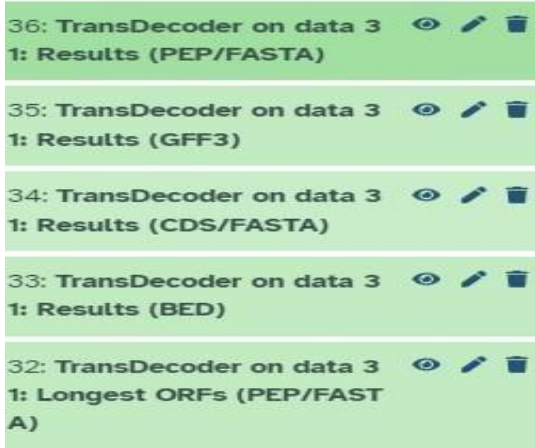 36: TransDecoder on data 3
1: Results (PEP/FASTA)
35: TransDecoder on data 3
1: Results (GFF3)
34: TransDecoder on data 3
1: Results (CDS/FASTA)
33: TransDecoder on data 3
1: Results (BED)
32: TransDecoder on data 3
1: Longest ORFs (PEP/FAST
A)